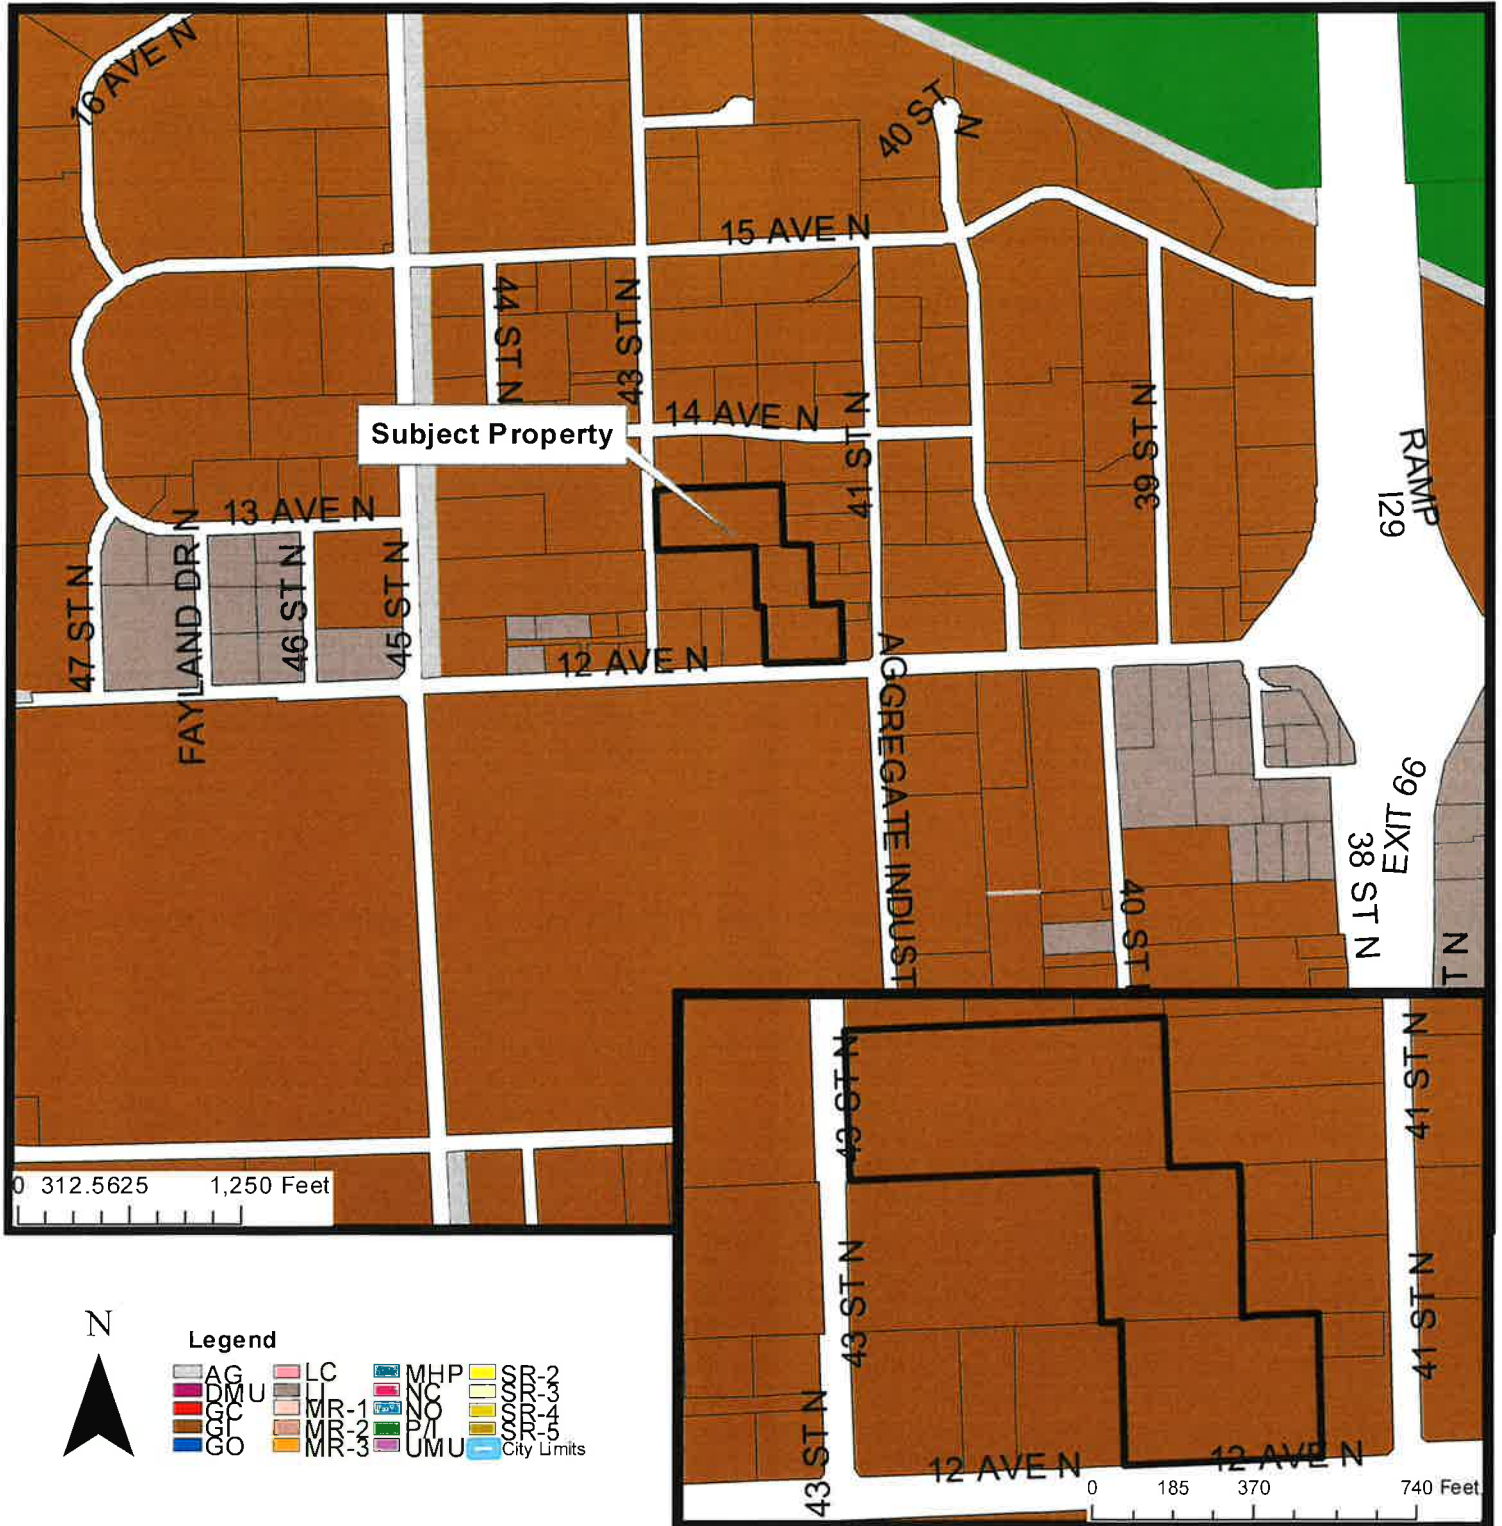 16 AVE N
40 ST N
15 AVE N
44 ST N
43 ST N
14 AVE N
Subject Property
41 ST N
39 ST N
RAMP
I29
13 AVE N
47 ST N
FAYLAND DR N
46 ST N
45 ST N
12 AVE N
AGGREGATE INDUST
EXIT 66
38 ST N
40 ST
T N
0 312.5625 1,250 Feet
43 ST N
41 ST N
43 ST N
41 ST N
43 ST N
12 AVE N
12 AVE N
0 185 370 740 Feet
N
Legend
AG LC MHP SR-2
DMU LI NC SR-3
GC MR-1 NO SR-4
GI MR-2 P/I SR-5
GO MR-3 UMU City Limits